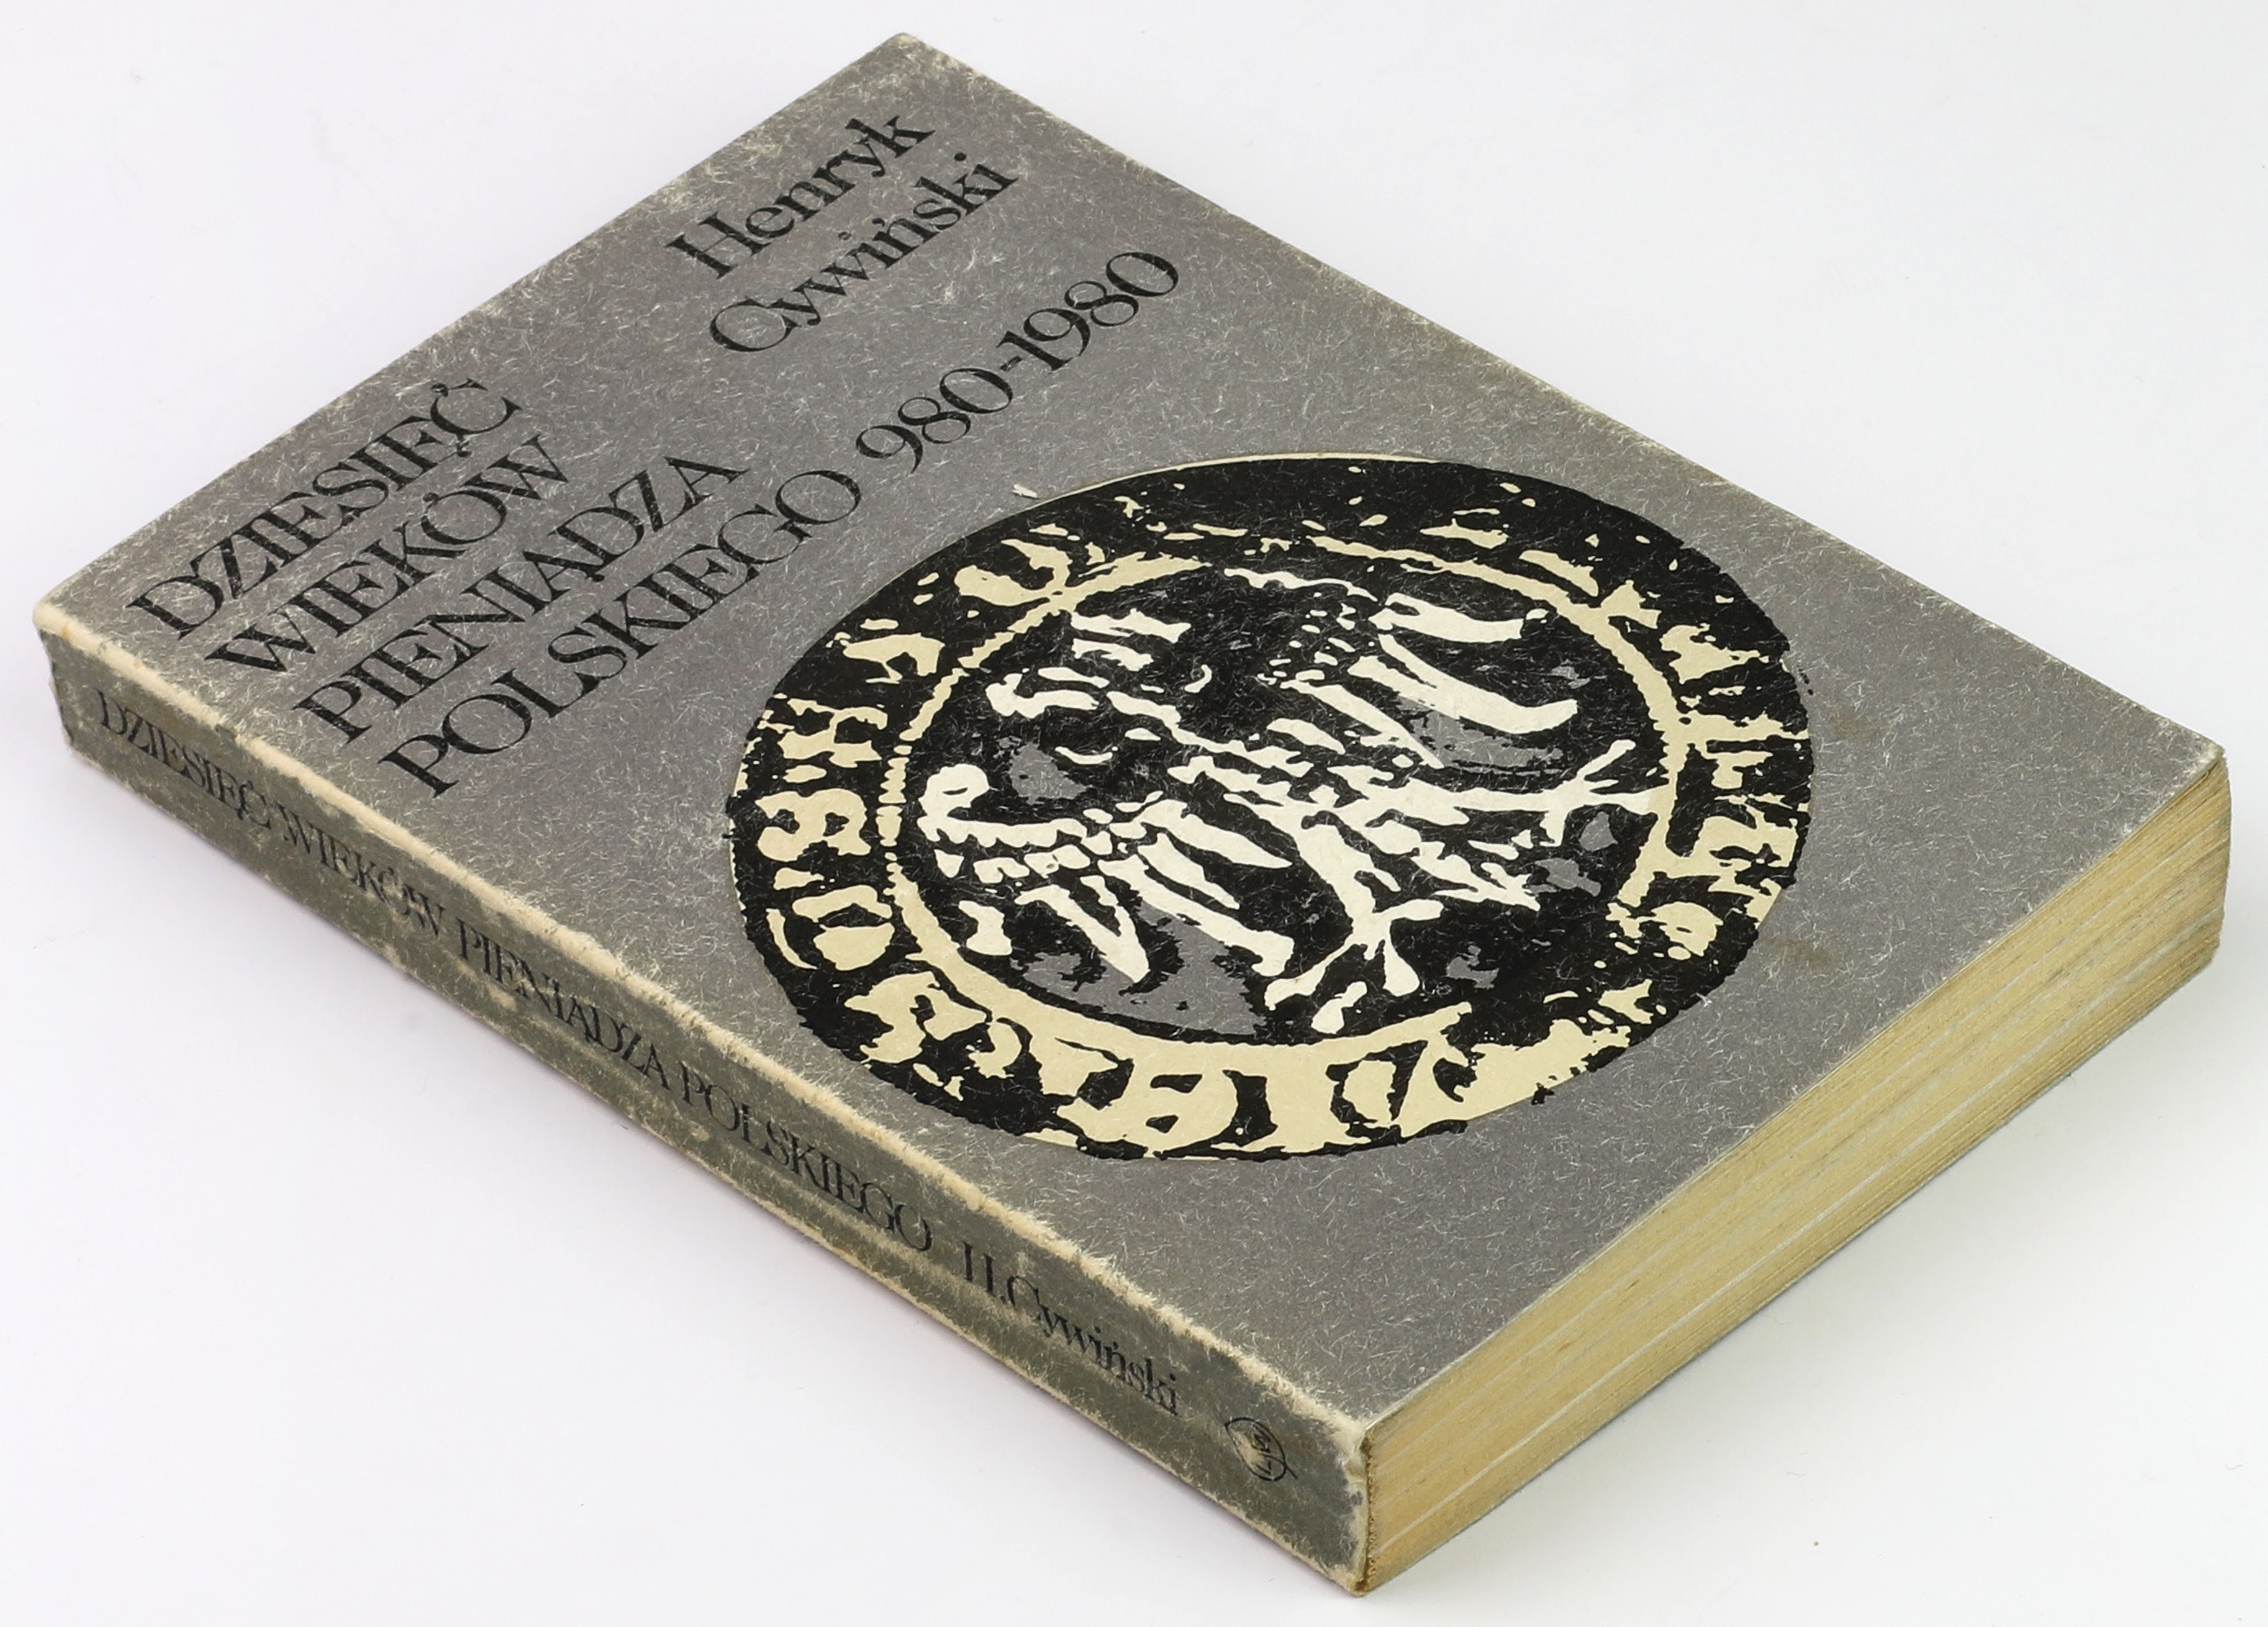 Henryk
Cywiński
DZIESIĘĆ
WIEKÓW
PIENIĄDZA
POLSKIEGO 980-1980
DZIESIĘĆ WIEKÓW PIENIĄDZA POLSKIEGO H.Cywiński